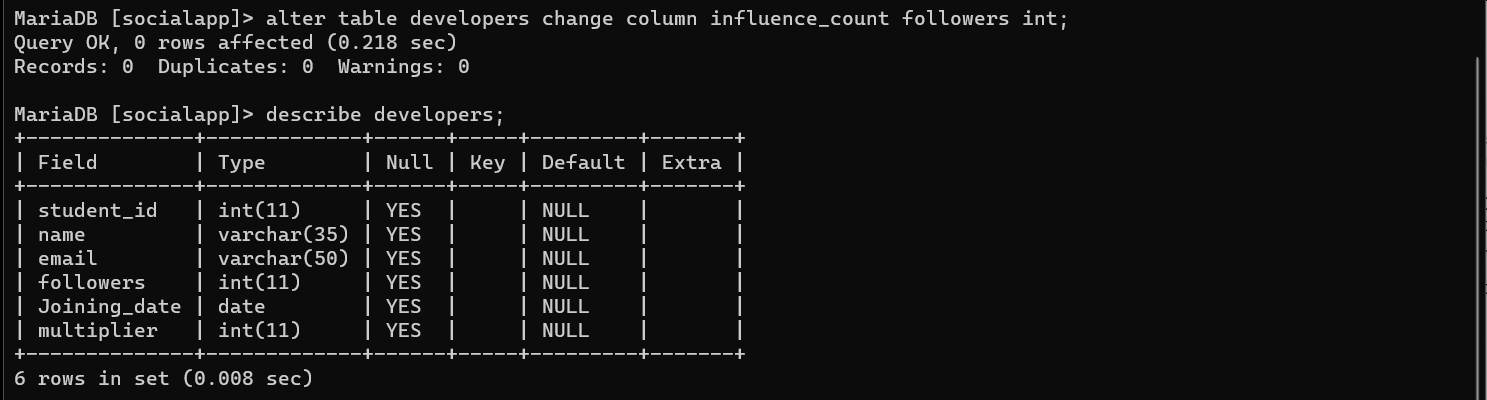 MariaDB [socialapp]> alter table developers change column influence_count followers int;
Query OK, 0 rows affected (0.218 sec)
Records: 0  Duplicates: 0  Warnings: 0
MariaDB [socialapp]> describe developers;
+--------------+-------------+------+-----+---------+-------+
| Field        | Type        | Null | Key | Default | Extra |
+--------------+-------------+------+-----+---------+-------+
| student_id   | int(11)     | YES  |     | NULL    |       |
| name         | varchar(35) | YES  |     | NULL    |       |
| email        | varchar(50) | YES  |     | NULL    |       |
| followers    | int(11)     | YES  |     | NULL    |       |
| Joining_date | date        | YES  |     | NULL    |       |
| multiplier   | int(11)     | YES  |     | NULL    |       |
+--------------+-------------+------+-----+---------+-------+
6 rows in set (0.008 sec)